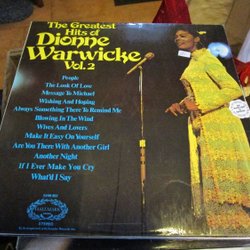 The Greatest
Hits of
Dionne
Warwicke
Vol. 2
People
The Look Of Love
Message To Michael
Wishing And Hoping
Always Something There To Remind Me
Blowing In The Wind
Wives And Lovers
Make It Easy On Yourself
Are You There With Another Girl
Another Night
If I Ever Make You Cry
What'd I Say
HALLMARK
STEREO